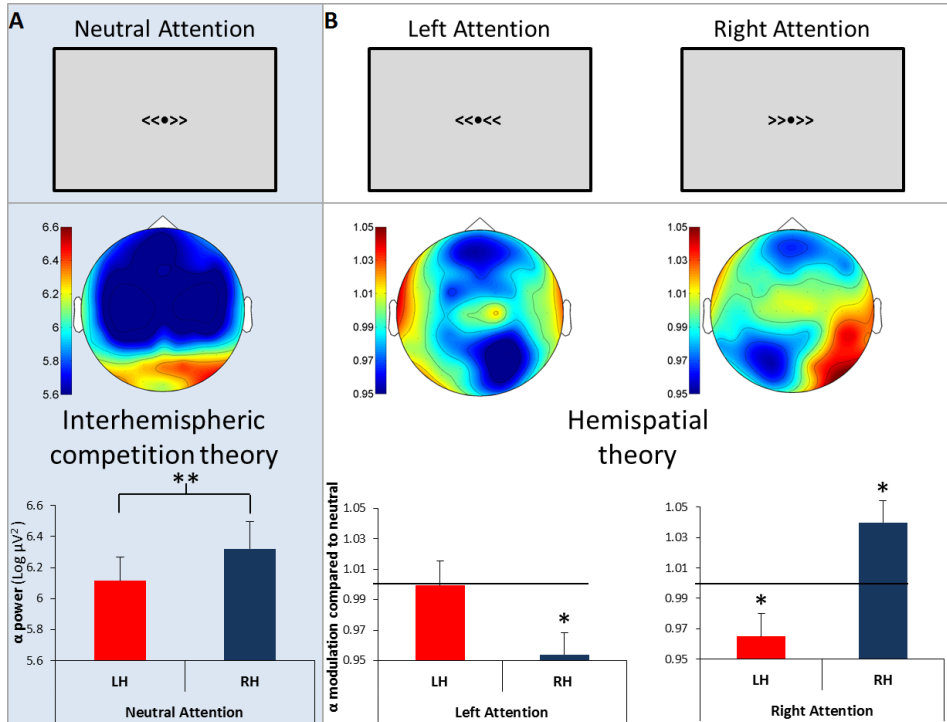 A
Neutral Attention
<<●>>
6.6
6.4
6.2
6
5.8
5.6
Interhemispheric
competition theory
**
α power (Log µV²)
6.6
6.4
6.2
6
5.8
5.6
LH
RH
Neutral Attention
B
Left Attention
Right Attention
<<●<<
>>●>>
1.05
1.03
1.01
0.99
0.97
0.95
1.05
1.03
1.01
0.99
0.97
0.95
Hemispatial
theory
α modulation compared to neutral
1.05
1.03
1.01
0.99
0.97
0.95
*
LH
RH
Left Attention
1.05
1.03
1.01
0.99
0.97
0.95
*
*
LH
RH
Right Attention